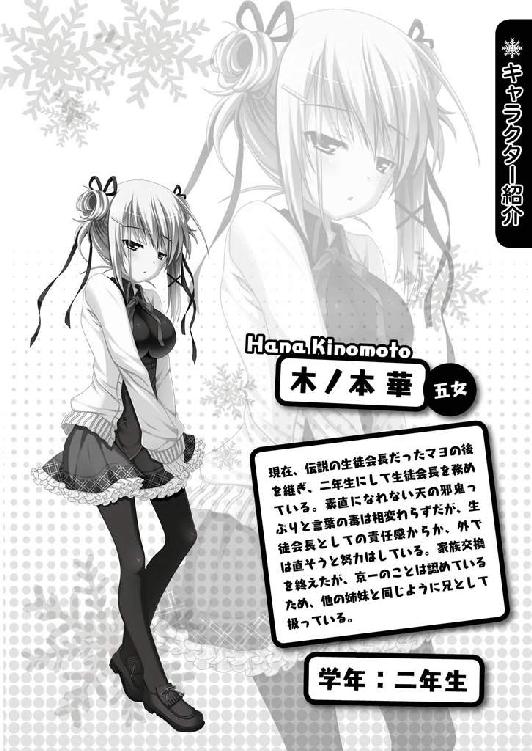 キャラクター紹介
Hana Kinomoto
木ノ本 華
五女
現在、伝説の生徒会長だったマヨの後
を継ぎ、二年生にして生徒会長を務め
ている。素直になれない天の邪鬼っ
ぷりと言葉の毒は相変わらずだが、生
徒会長としての責任感からか、外で
は直そうと努力はしている。家族交換
を終えたが、京一のことは認めている
ため、他の姉妹と同じように兄として
扱っている。
学年：二年生